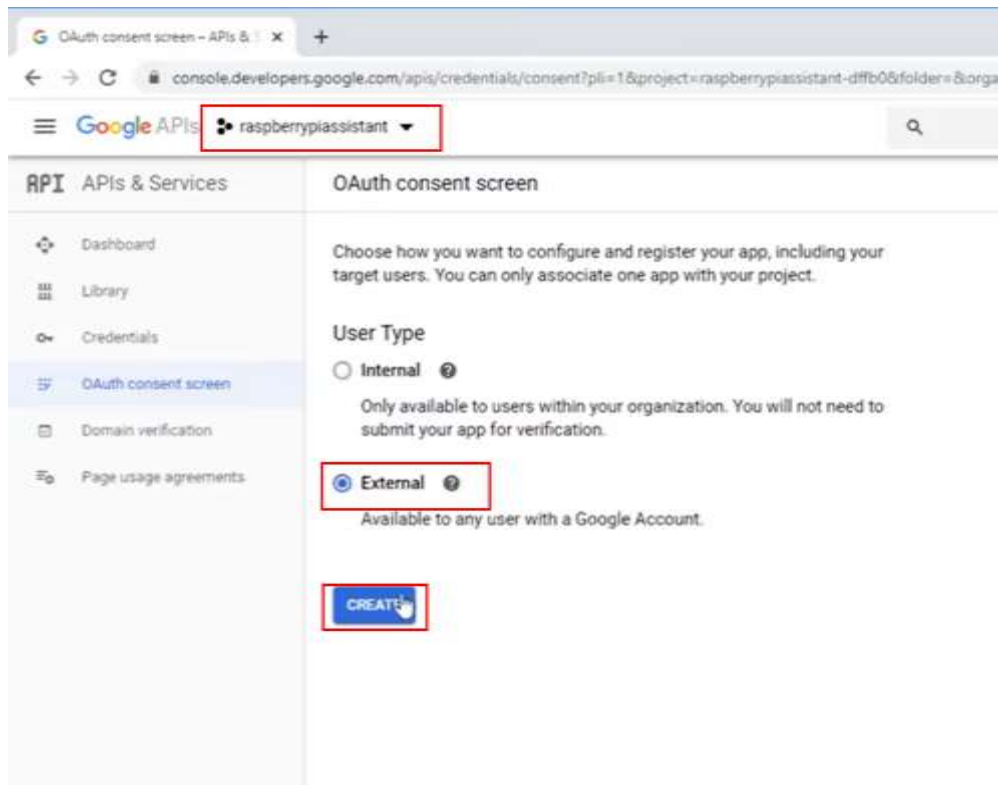 OAuth consent screen – APIs & S
console.developers.google.com/apis/credentials/consent?pli=1&project=raspberrypiassistant-dffb0&folder=&orga
Google APIs raspberrypiassistant
API APIs & Services
OAuth consent screen
Dashboard
Library
Credentials
OAuth consent screen
Domain verification
Page usage agreements
Choose how you want to configure and register your app, including your
target users. You can only associate one app with your project.
User Type
Internal
Only available to users within your organization. You will not need to
submit your app for verification.
External
Available to any user with a Google Account.
CREATE